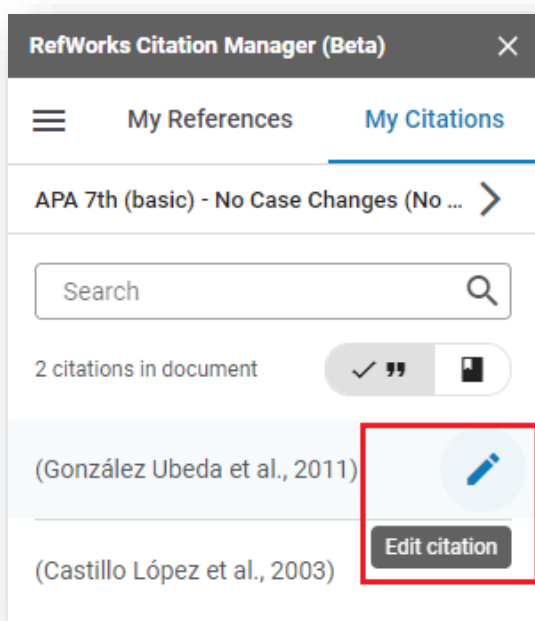 RefWorks Citation Manager (Beta)
My References My Citations
APA 7th (basic) - No Case Changes (No ...
Search
2 citations in document
(González Ubeda et al., 2011)
Edit citation
(Castillo López et al., 2003)